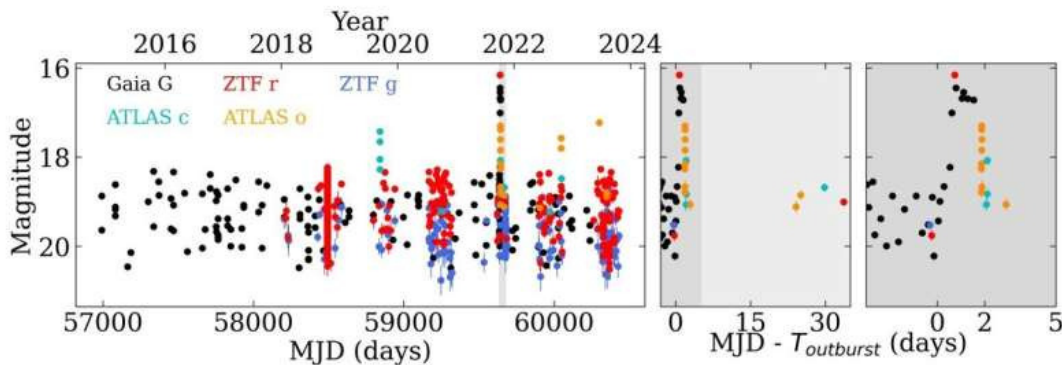 Year
2016 2018 2020 2022 2024
16
18
20
Magnitude
Gaia G ZTF r ZTF g
ATLAS c ATLAS o
57000 58000 59000 60000 0 15 30 0 2 5
MJD (days) MJD - Toutburst (days)